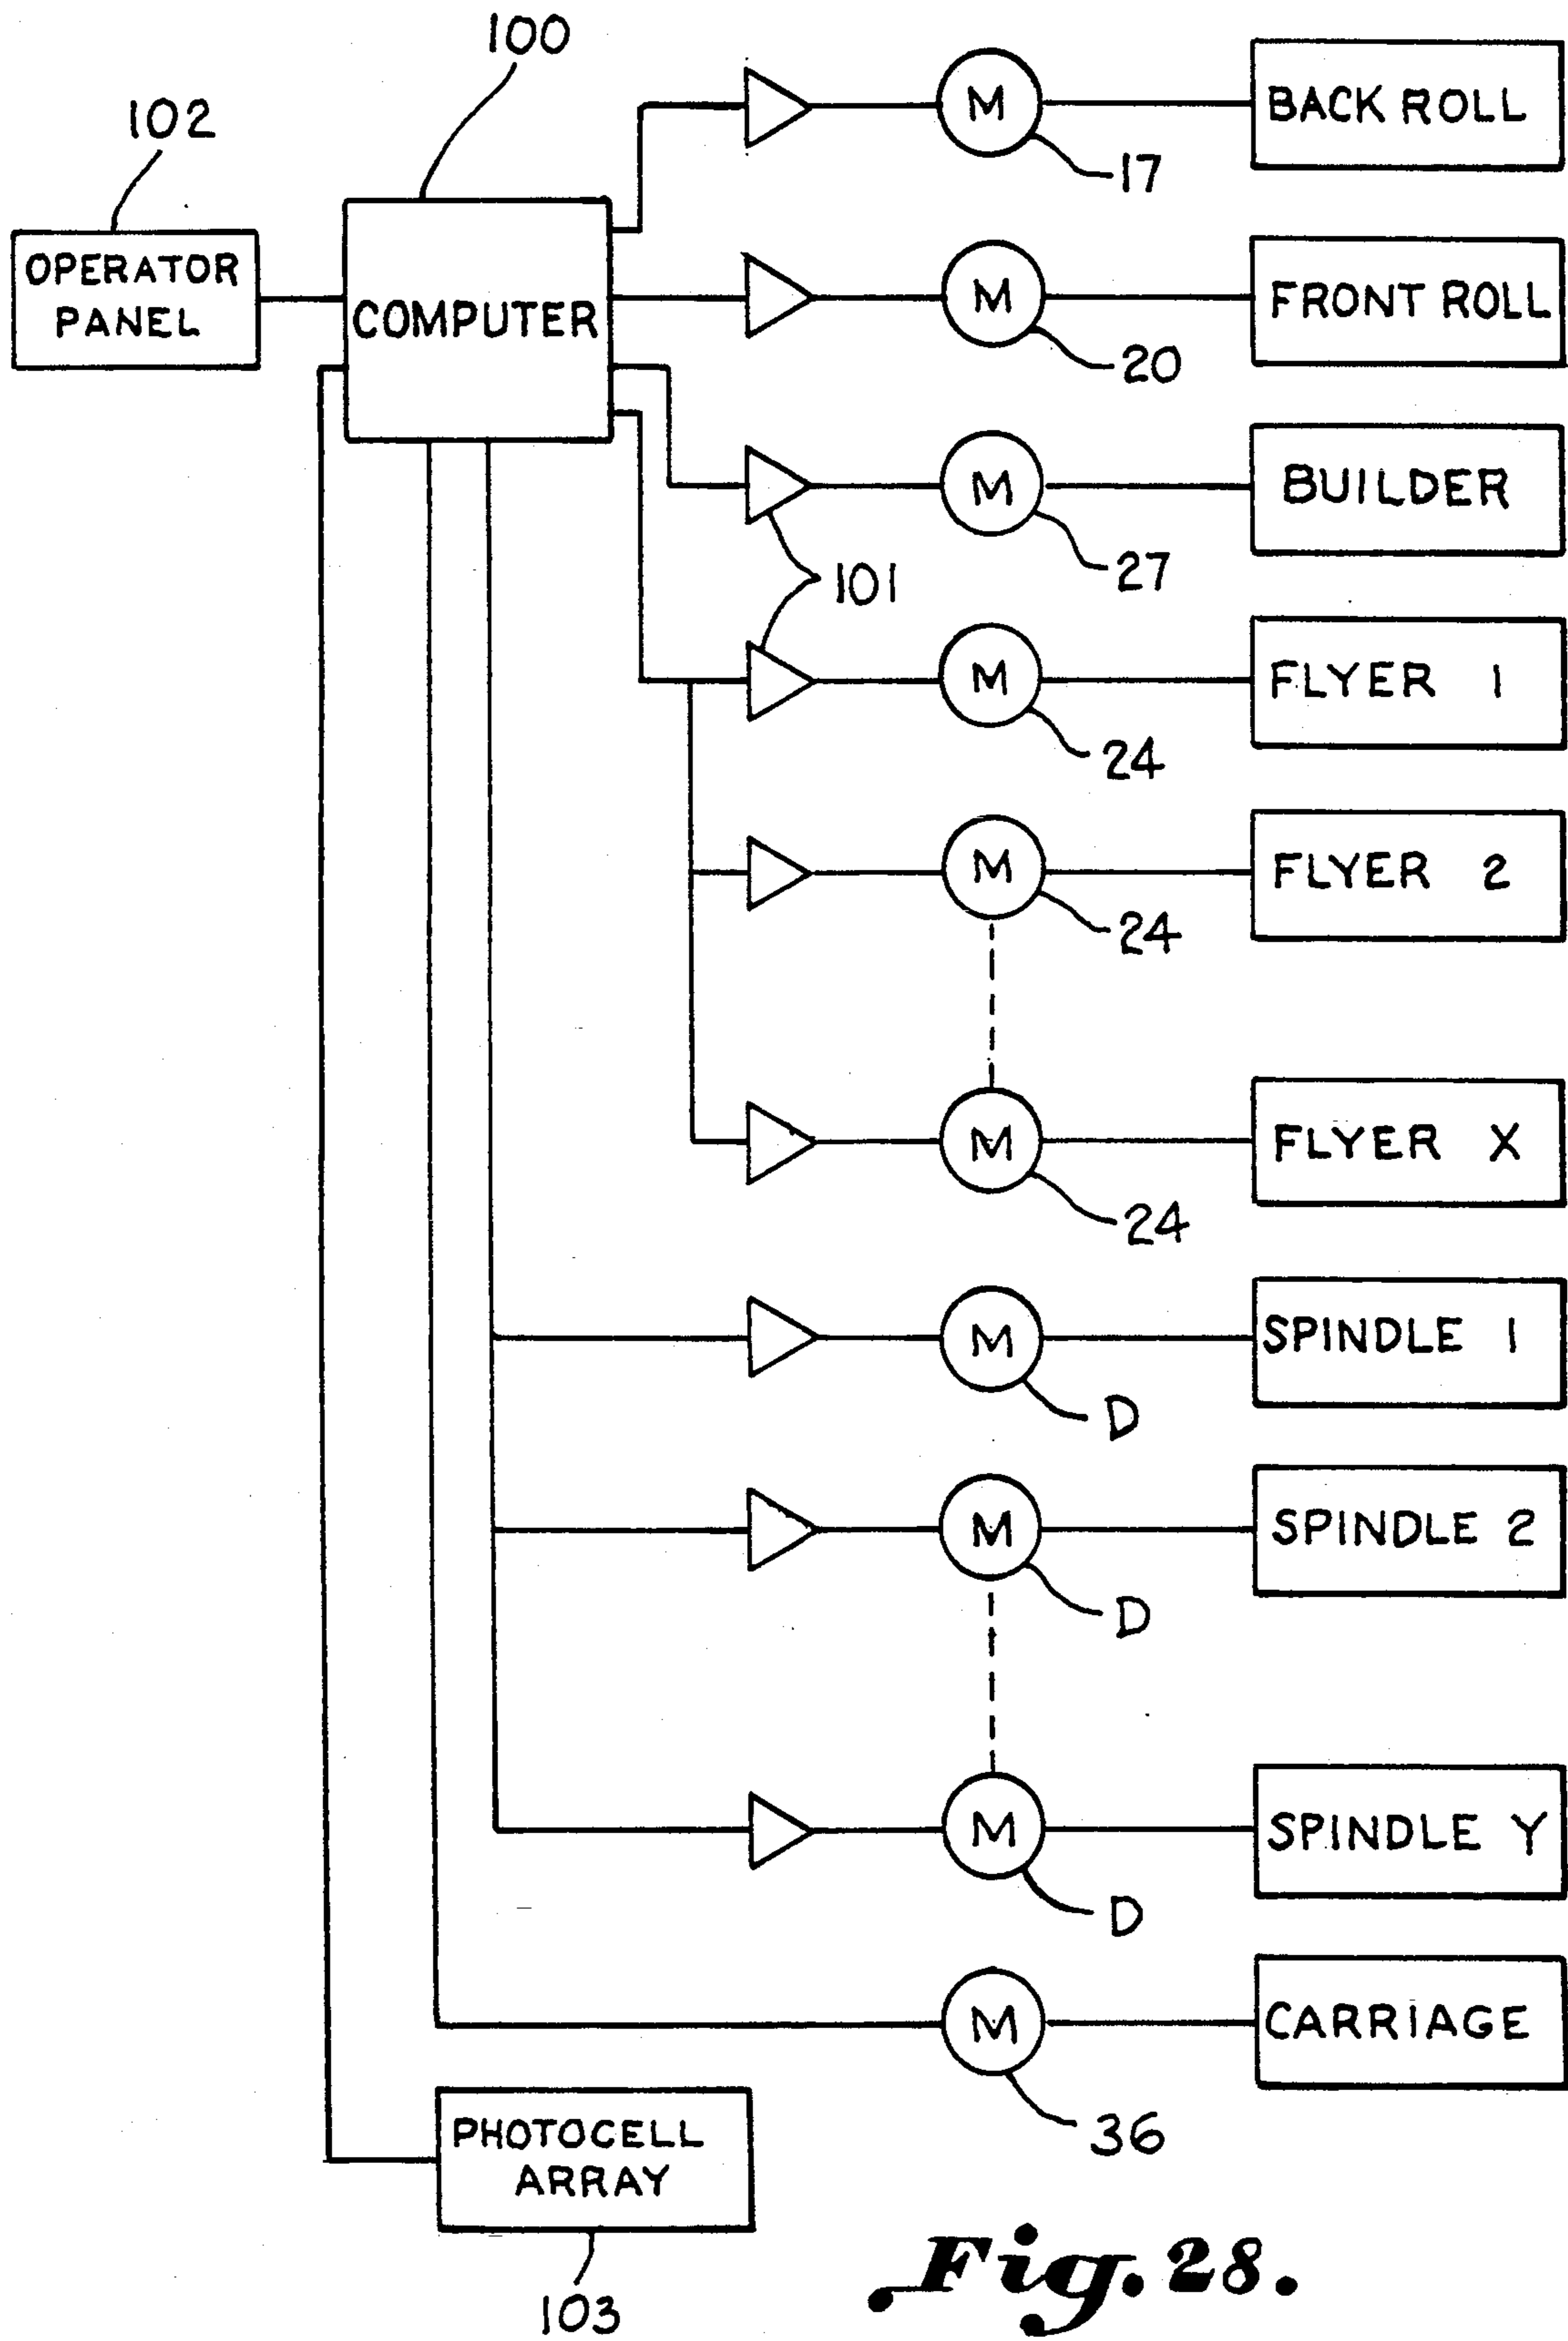 100
102
M
BACK ROLL
17
OPERATOR
PANEL
COMPUTER
M
FRONT ROLL
20
M
BUILDER
27
101
M
FLYER 1
24
M
FLYER 2
24
M
FLYER X
24
M
SPINDLE 1
D
M
SPINDLE 2
D
M
SPINDLE Y
D
M
CARRIAGE
36
PHOTOCELL
ARRAY
103
Fig. 28.